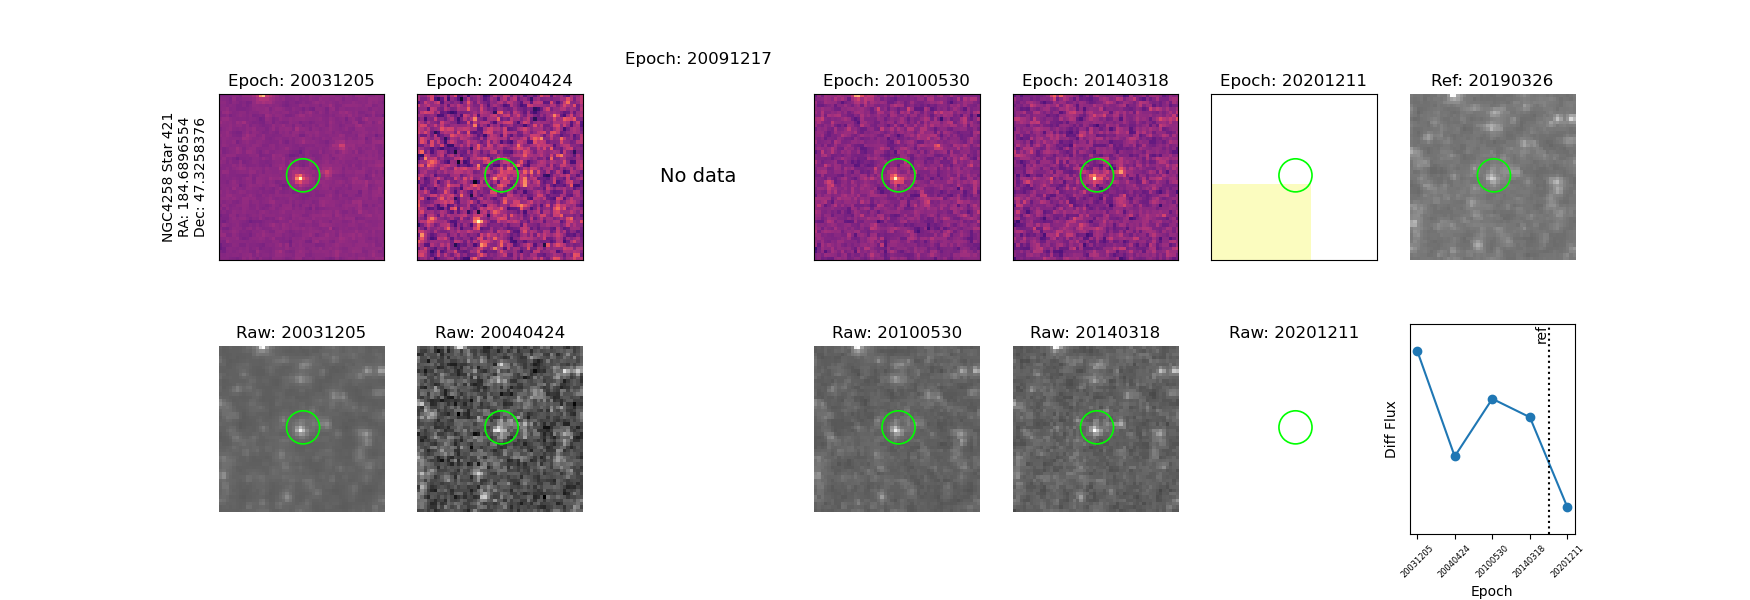 Epoch: 20091217
Epoch: 20031205
Epoch: 20040424
Epoch: 20100530
Epoch: 20140318
Epoch: 20201211
Ref: 20190326
NGC4258 Star 421
RA: 184.6896554
Dec: 47.3258376
No data
Raw: 20031205
Raw: 20040424
Raw: 20100530
Raw: 20140318
Raw: 20201211
ref
Diff Flux
20031205
20040424
20100530
20140318
20201211
Epoch